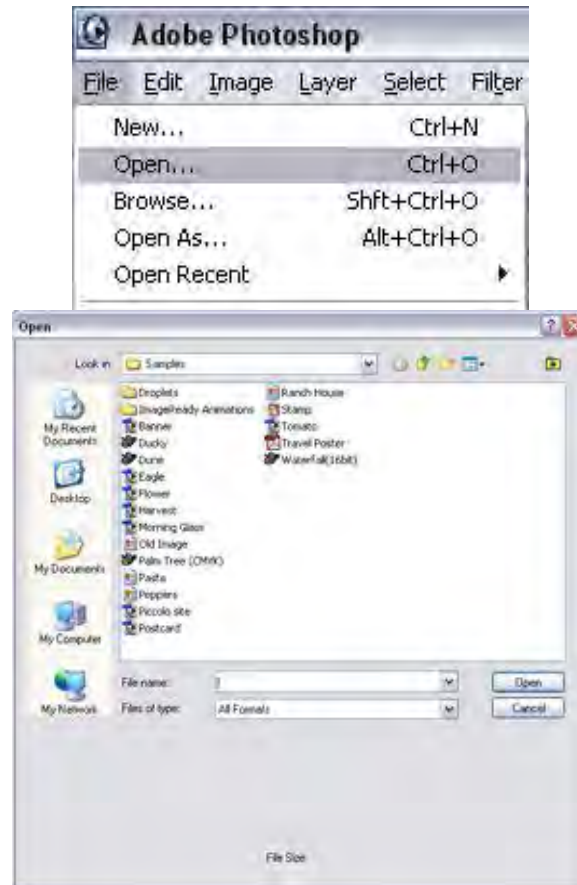 Adobe Photoshop
File Edit Image Layer Select Filter
New... Ctrl+N
Open... Ctrl+O
Browse... Shft+Ctrl+O
Open As... Alt+Ctrl+O
Open Recent
Open
Look in Samples
My Recent Documents
Desktop
My Documents
My Computer
My Network
Droplets
ImageReady Animations
Banner
Ducky
Dune
Eagle
Flower
Harvest
Morning Glass
Old Image
Palm Tree (CMYK)
Pasta
Peppers
Piccolo site
Postcard
Ranch House
Stamp
Tomato
Travel Poster
Waterfall(16bit)
File name: Open
Files of type: All Formats Cancel
File Size: